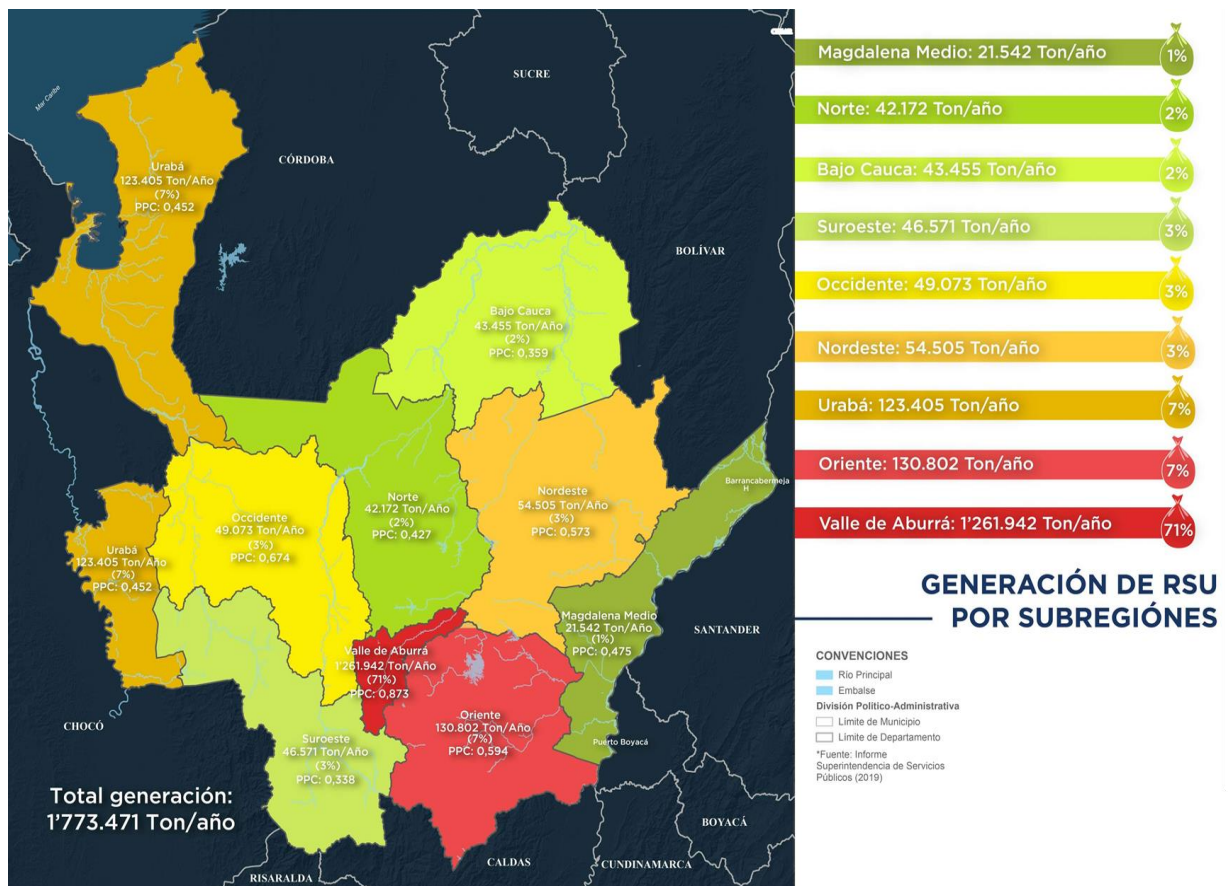 Mar Caribe
SUCRE
CÓRDOBA
BOLÍVAR
SANTANDER
BOYACÁ
CUNDINAMARCA
CALDAS
RISARALDA
CHOCÓ
Urabá
123.405 Ton/Año
(7%)
PPC: 0,452
Bajo Cauca
43.455 Ton/Año
(2%)
PPC: 0,359
Norte
42.172 Ton/Año
(2%)
PPC: 0,427
Nordeste
54.505 Ton/Año
(3%)
PPC: 0,573
Barrancabermeja
H
Occidente
49.073 Ton/Año
(3%)
PPC: 0,674
Urabá
123.405 Ton/Año
(7%)
PPC: 0,452
Magdalena Medio
21.542 Ton/Año
(1%)
PPC: 0,475
Valle de Aburrá
1'261.942 Ton/Año
(71%)
PPC: 0,873
Oriente
130.802 Ton/Año
(7%)
PPC: 0,594
Puerto Boyacá
Suroeste
46.571 Ton/Año
(3%)
PPC: 0,338
Total generación:
1'773.471 Ton/año
Magdalena Medio: 21.542 Ton/año 1%
Norte: 42.172 Ton/año 2%
Bajo Cauca: 43.455 Ton/año 2%
Suroeste: 46.571 Ton/año 3%
Occidente: 49.073 Ton/año 3%
Nordeste: 54.505 Ton/año 3%
Urabá: 123.405 Ton/año 7%
Oriente: 130.802 Ton/año 7%
Valle de Aburrá: 1'261.942 Ton/año 71%
GENERACIÓN DE RSU
POR SUBREGIÓNES
CONVENCIONES
Río Principal
Embalse
División Político-Administrativa
Límite de Municipio
Límite de Departamento
*Fuente: Informe
Superintendencia de Servicios
Públicos (2019)